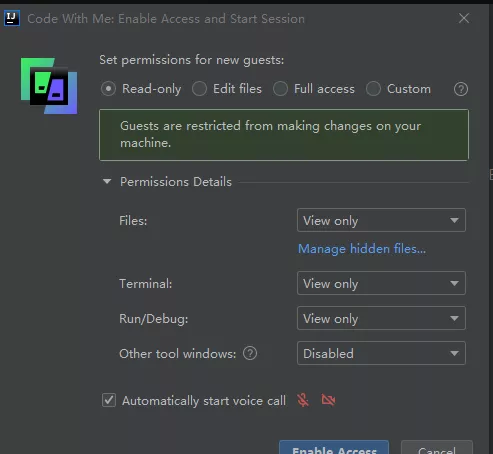 IJ Code With Me: Enable Access and Start Session
Set permissions for new guests:
Read-only Edit files Full access Custom ?
Guests are restricted from making changes on your
machine.
Permissions Details
Files: View only
Manage hidden files...
Terminal: View only
Run/Debug: View only
Other tool windows: ? Disabled
Automatically start voice call
Enable Access Cancel